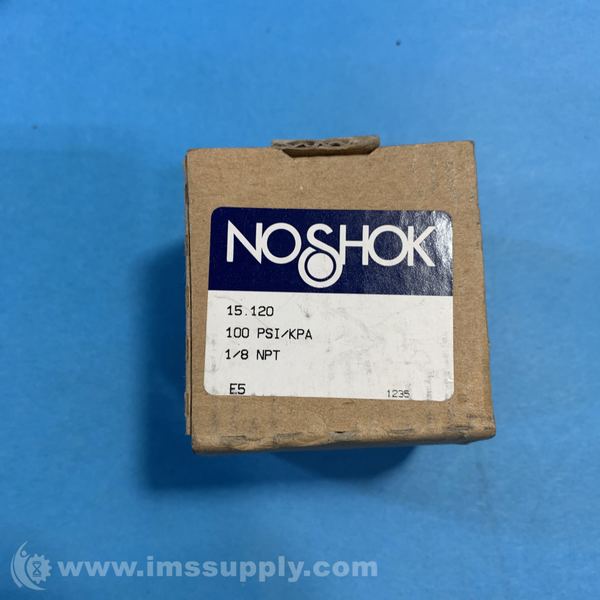 NOSHOK
15.120
100 PSI/KPA
1/8 NPT
E5 1235
www.imssupply.com